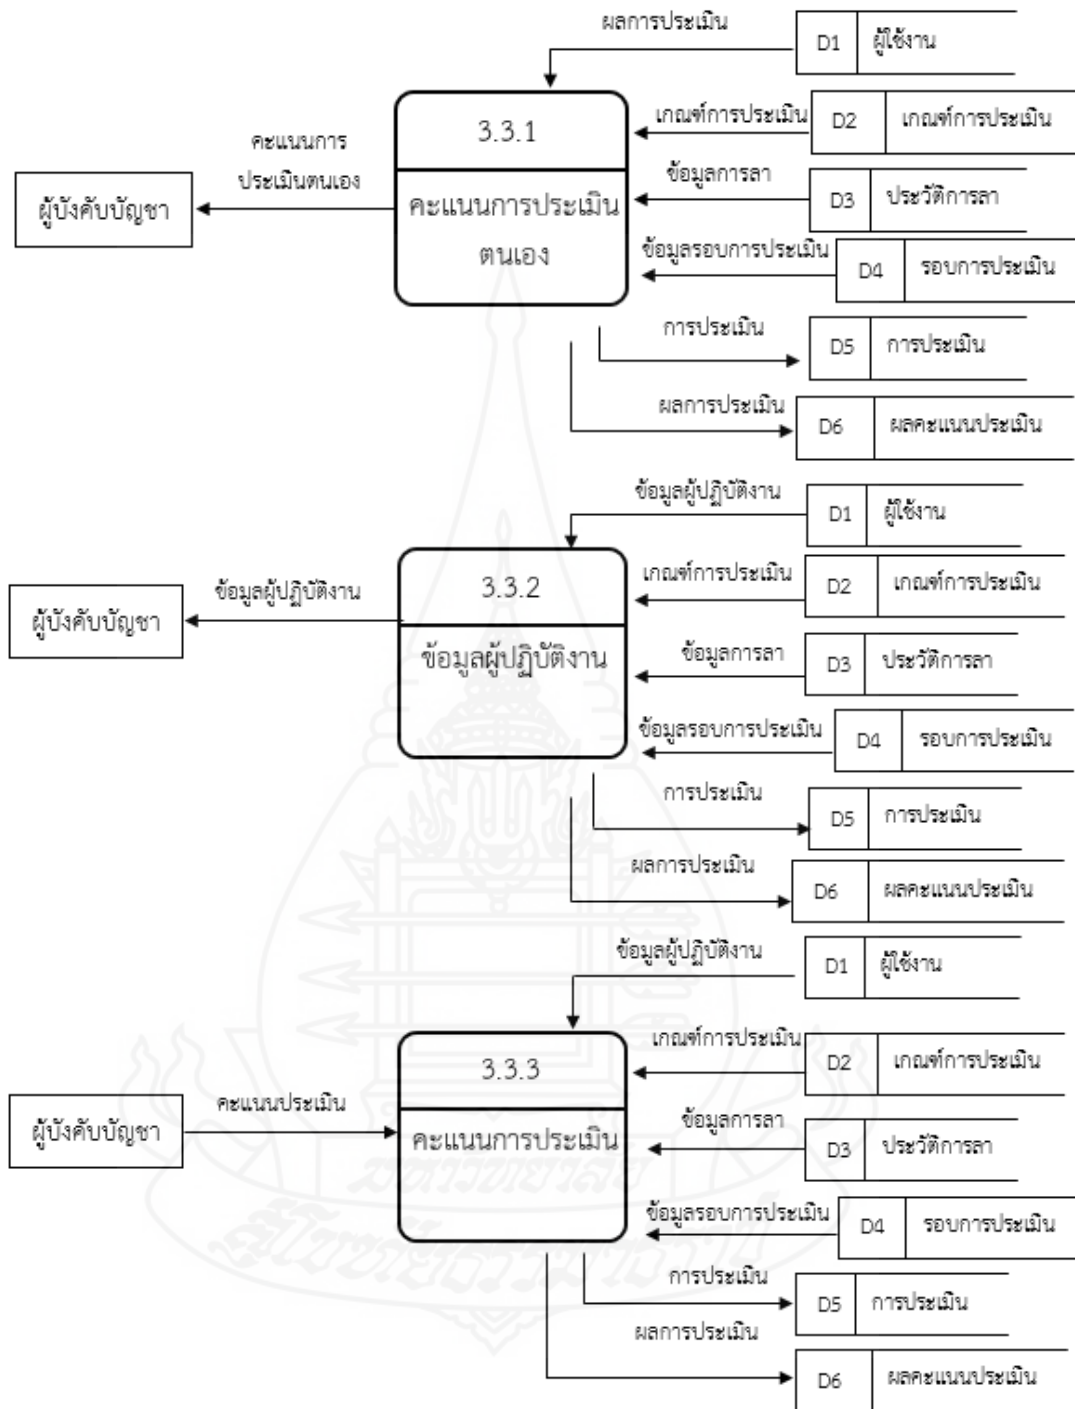 ผลการประเมิน
D1 ผู้ใช้งาน
3.3.1
เกณฑ์การประเมิน
D2 เกณฑ์การประเมิน
คะแนนการ
ประเมินตนเอง
ผู้บังคับบัญชา
คะแนนการประเมิน
ตนเอง
ข้อมูลการลา
D3 ประวัติการลา
ข้อมูลรอบการประเมิน
D4 รอบการประเมิน
การประเมิน
D5 การประเมิน
ผลการประเมิน
D6 ผลคะแนนประเมิน
ข้อมูลผู้ปฏิบัติงาน
D1 ผู้ใช้งาน
3.3.2
เกณฑ์การประเมิน
D2 เกณฑ์การประเมิน
ข้อมูลผู้ปฏิบัติงาน
ผู้บังคับบัญชา
ข้อมูลผู้ปฏิบัติงาน
ข้อมูลการลา
D3 ประวัติการลา
ข้อมูลรอบการประเมิน
D4 รอบการประเมิน
การประเมิน
D5 การประเมิน
ผลการประเมิน
D6 ผลคะแนนประเมิน
ข้อมูลผู้ปฏิบัติงาน
D1 ผู้ใช้งาน
3.3.3
เกณฑ์การประเมิน
D2 เกณฑ์การประเมิน
คะแนนประเมิน
ผู้บังคับบัญชา
คะแนนการประเมิน
ข้อมูลการลา
D3 ประวัติการลา
มหาวิทยาลัย
สุโขทัยธรรมาธิราช
ข้อมูลรอบการประเมิน
D4 รอบการประเมิน
การประเมิน
D5 การประเมิน
ผลการประเมิน
D6 ผลคะแนนประเมิน